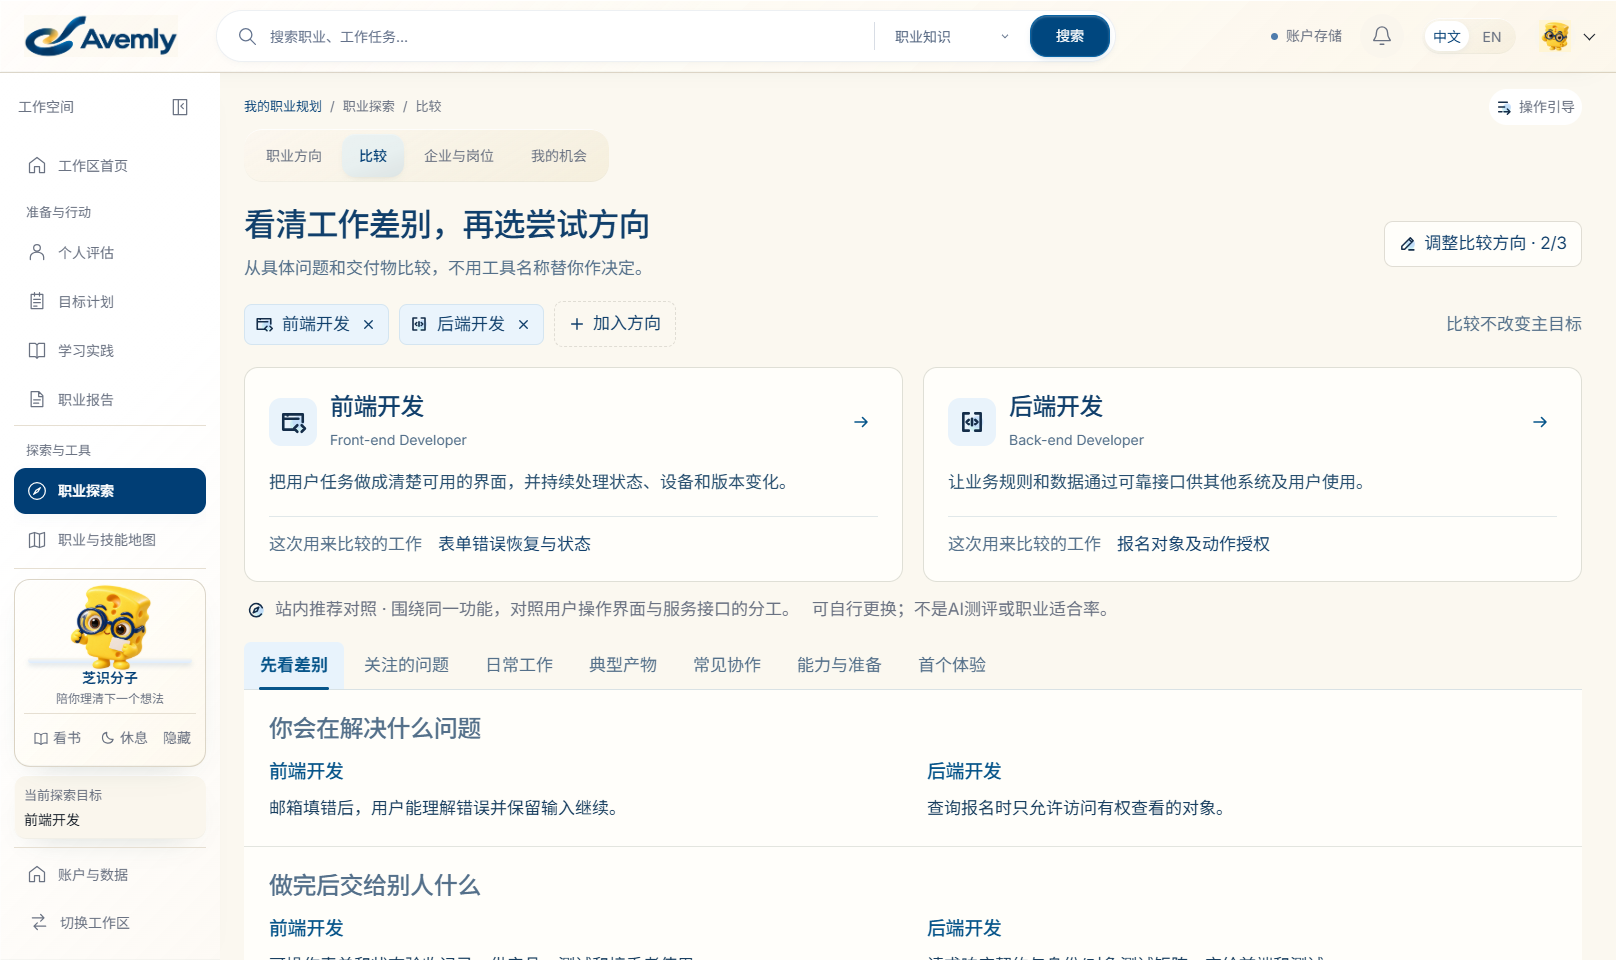 Avemly
搜索职业、工作任务...
职业知识
搜索
账户存储
中文 EN
工作空间
工作区首页
准备与行动
个人评估
目标计划
学习实践
职业报告
探索与工具
职业探索
职业与技能地图
芝识分子
陪你理清下一个想法
看书 休息 隐藏
当前探索目标
前端开发
账户与数据
切换工作区
我的职业规划 / 职业探索 / 比较
操作引导
职业方向 比较 企业与岗位 我的机会
看清工作差别，再选尝试方向
从具体问题和交付物比较，不用工具名称替你作决定。
调整比较方向 · 2/3
前端开发 × 后端开发 × + 加入方向
比较不改变主目标
前端开发
Front-end Developer
把用户任务做成清楚可用的界面，并持续处理状态、设备和版本变化。
这次用来比较的工作 表单错误恢复与状态
后端开发
Back-end Developer
让业务规则和数据通过可靠接口供其他系统及用户使用。
这次用来比较的工作 报名对象及动作授权
站内推荐对照 · 围绕同一功能，对照用户操作界面与服务接口的分工。 可自行更换；不是AI测评或职业适合率。
先看差别 关注的问题 日常工作 典型产物 常见协作 能力与准备 首个体验
你会在解决什么问题
前端开发
邮箱填错后，用户能理解错误并保留输入继续。
后端开发
查询报名时只允许访问有权查看的对象。
做完后交给别人什么
前端开发
后端开发